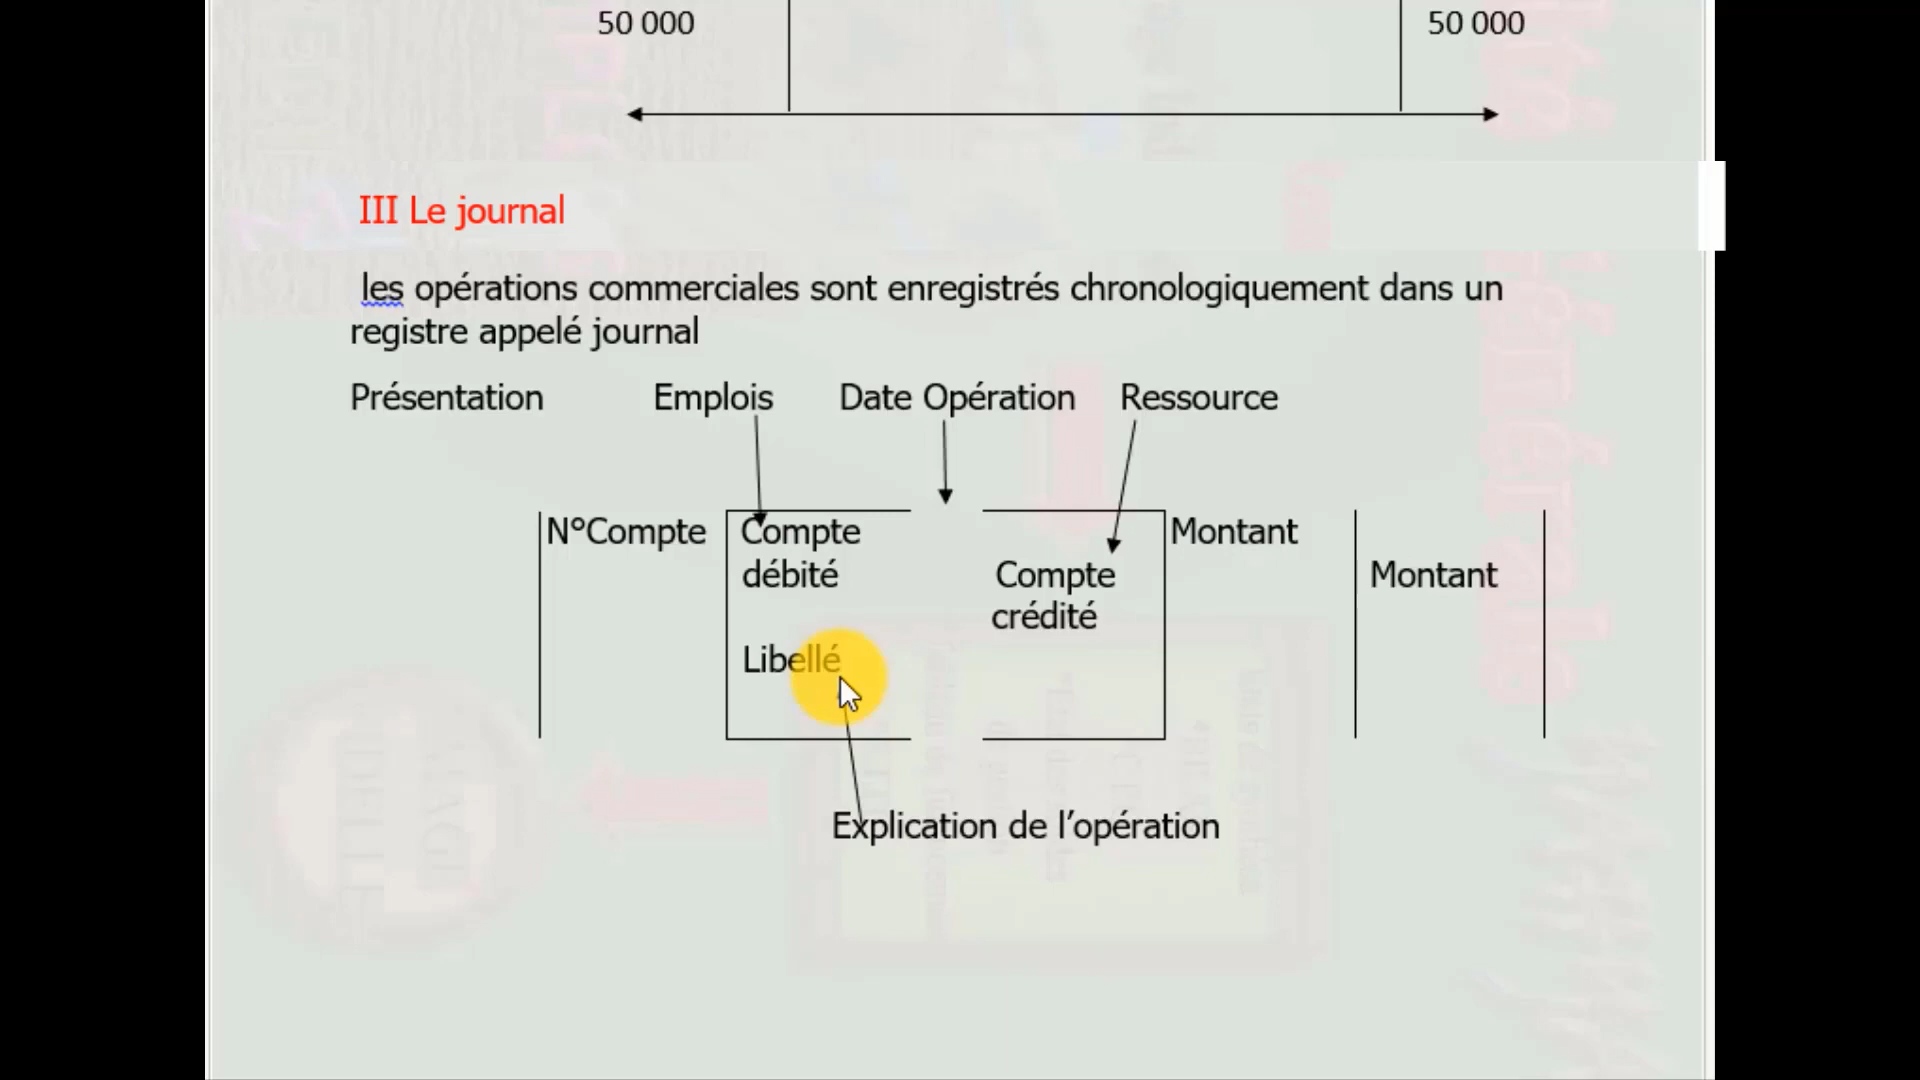 50 000 50 000
III Le journal
les opérations commerciales sont enregistrés chronologiquement dans un
registre appelé journal
Présentation Emplois Date Opération Ressource
N°Compte Compte Montant
débité Compte Montant
crédité
Libellé
Explication de l’opération